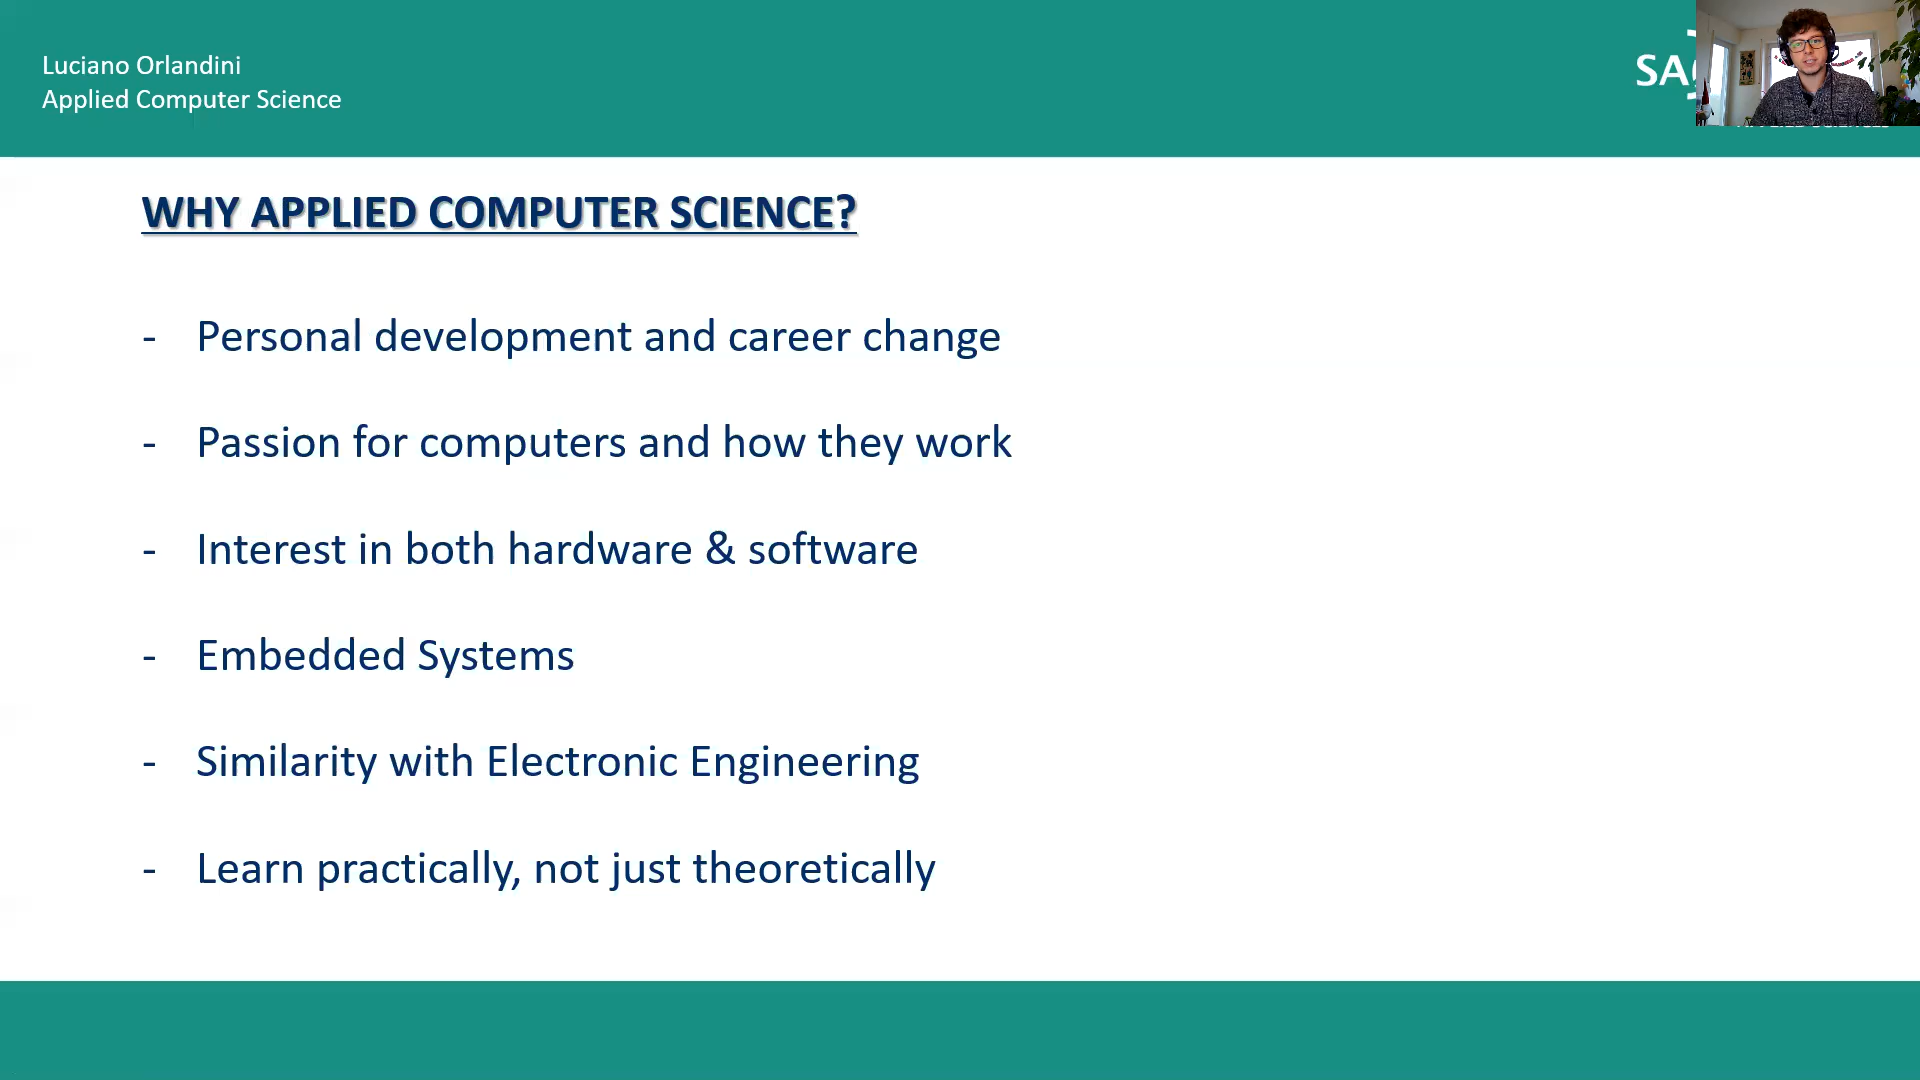 Luciano Orlandini
Applied Computer Science
WHY APPLIED COMPUTER SCIENCE?
- Personal development and career change
- Passion for computers and how they work
- Interest in both hardware & software
- Embedded Systems
- Similarity with Electronic Engineering
- Learn practically, not just theoretically